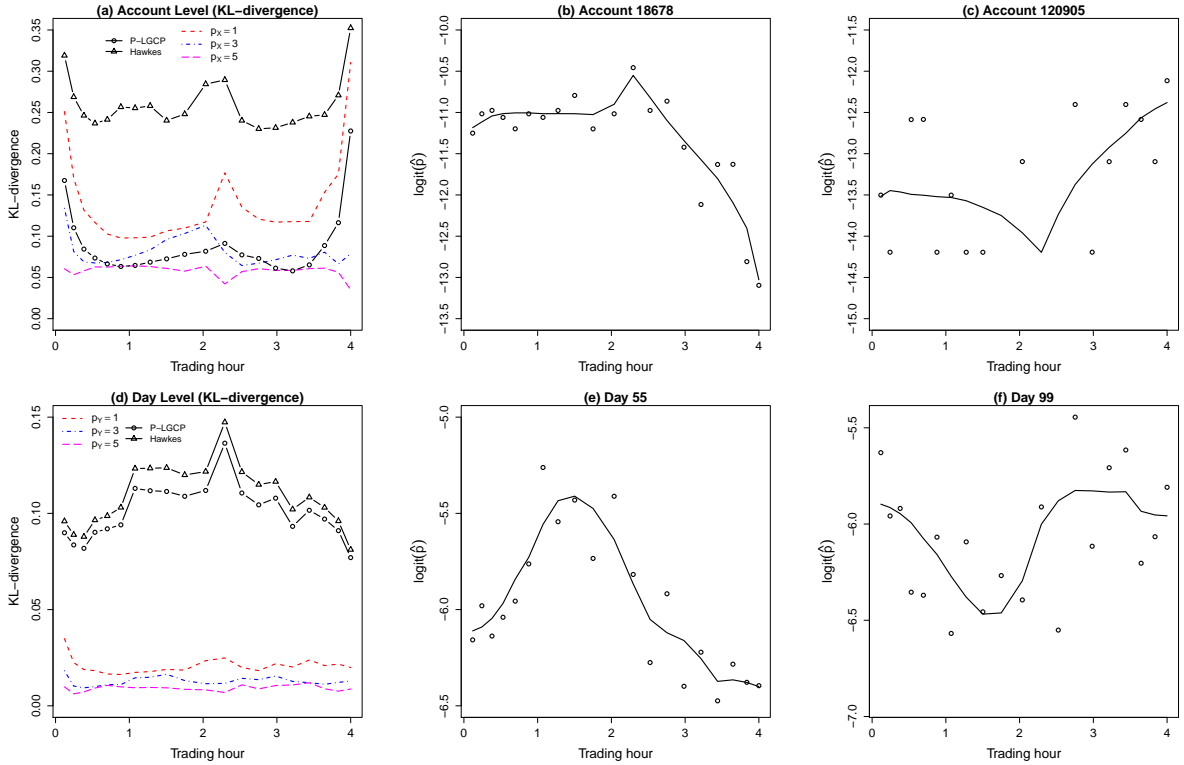 (a) Account Level (KL−divergence)
P−LGCP
Hawkes
pX = 1
pX = 3
pX = 5
KL−divergence
0.00
0.05
0.10
0.15
0.20
0.25
0.30
0.35
0 1 2 3 4
Trading hour
(b) Account 18678
logit(p̂)
−13.5
−13.0
−12.5
−12.0
−11.5
−11.0
−10.5
−10.0
0 1 2 3 4
Trading hour
(c) Account 120905
logit(p̂)
−15.0
−14.5
−14.0
−13.5
−13.0
−12.5
−12.0
−11.5
0 1 2 3 4
Trading hour
(d) Day Level (KL−divergence)
pY = 1
pY = 3
pY = 5
P−LGCP
Hawkes
KL−divergence
0.00
0.05
0.10
0.15
0 1 2 3 4
Trading hour
(e) Day 55
logit(p̂)
−6.5
−6.0
−5.5
−5.0
0 1 2 3 4
Trading hour
(f) Day 99
logit(p̂)
−7.0
−6.5
−6.0
−5.5
0 1 2 3 4
Trading hour